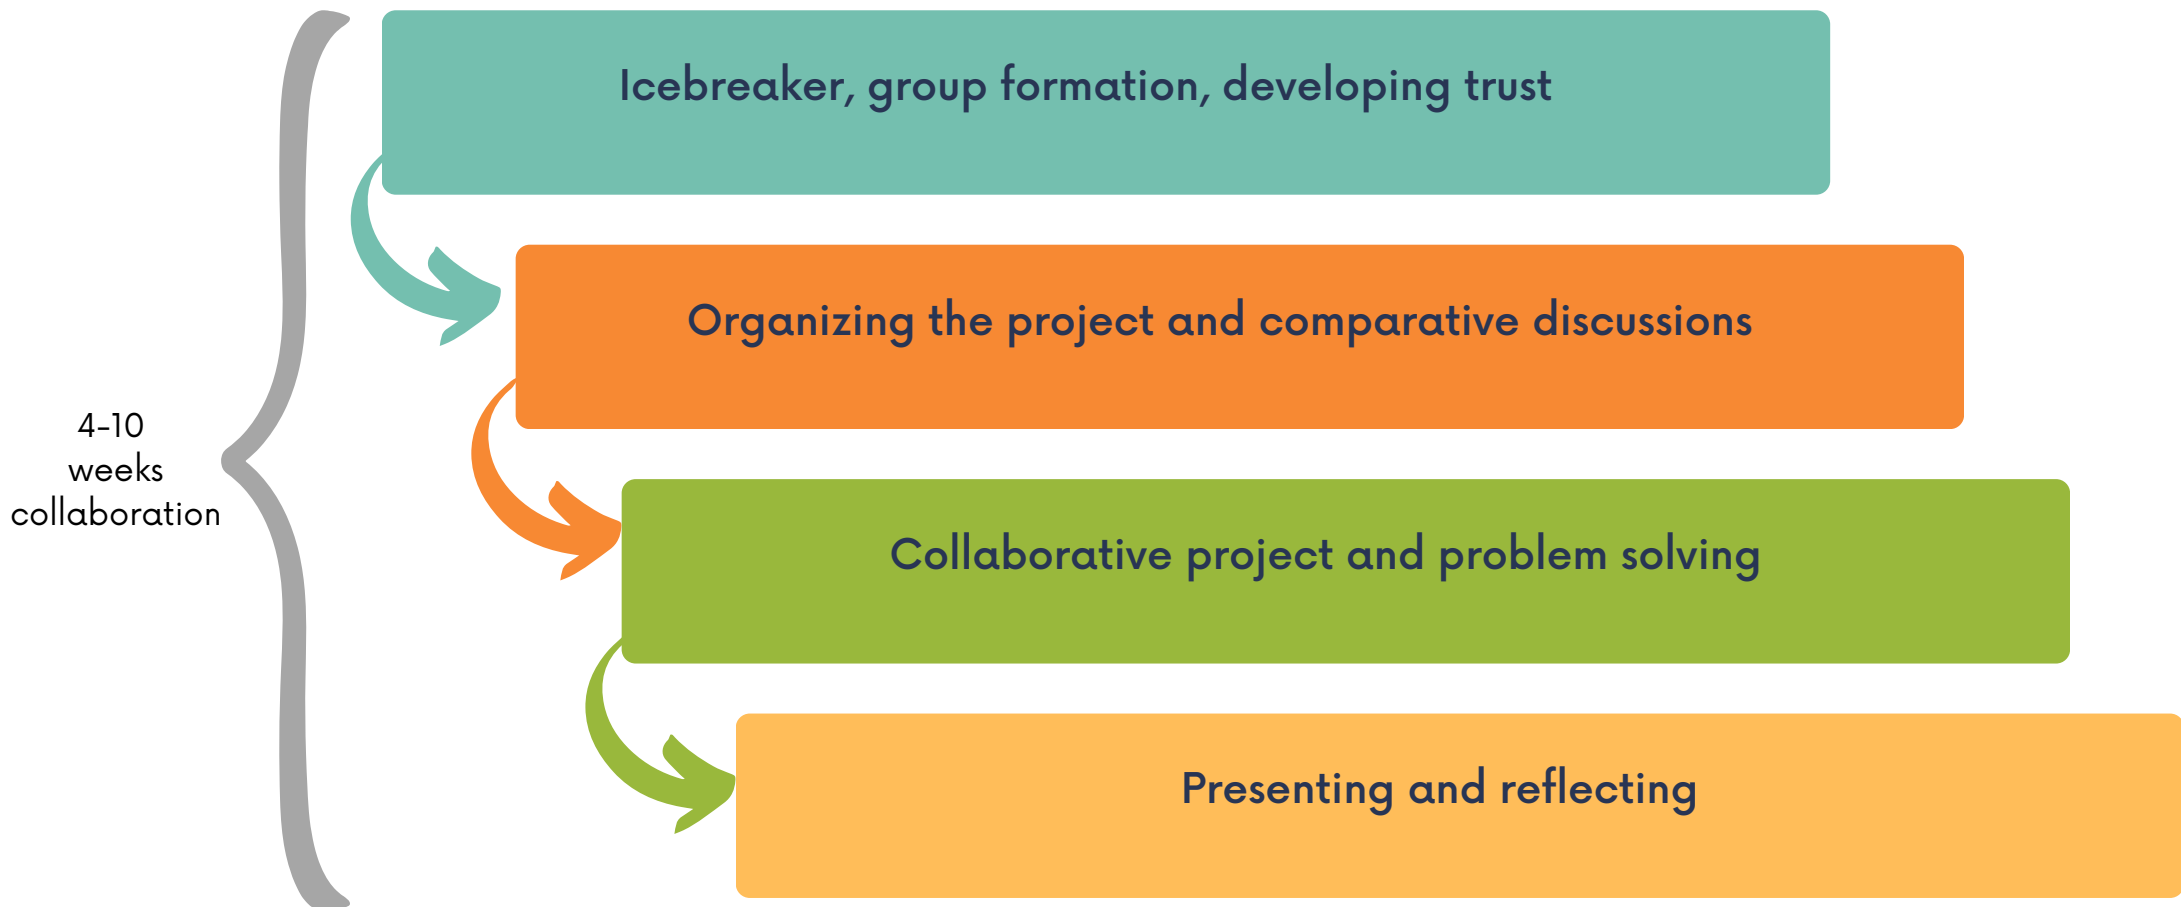 Icebreaker, group formation, developing trust
Organizing the project and comparative discussions
4-10
weeks
collaboration
Collaborative project and problem solving
Presenting and reflecting